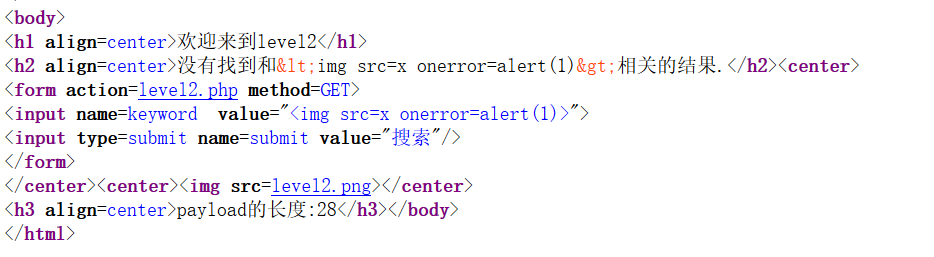 <body>
<h1 align=center>欢迎来到level2</h1>
<h2 align=center>没有找到和&lt;img src=x onerror=alert(1)&gt;相关的结果.</h2><center>
<form action=level2.php method=GET>
<input name=keyword  value="<img src=x onerror=alert(1)>">
<input type=submit name=submit value="搜索"/>
</form>
</center><center><img src=level2.png></center>
<h3 align=center>payload的长度:28</h3></body>
</html>